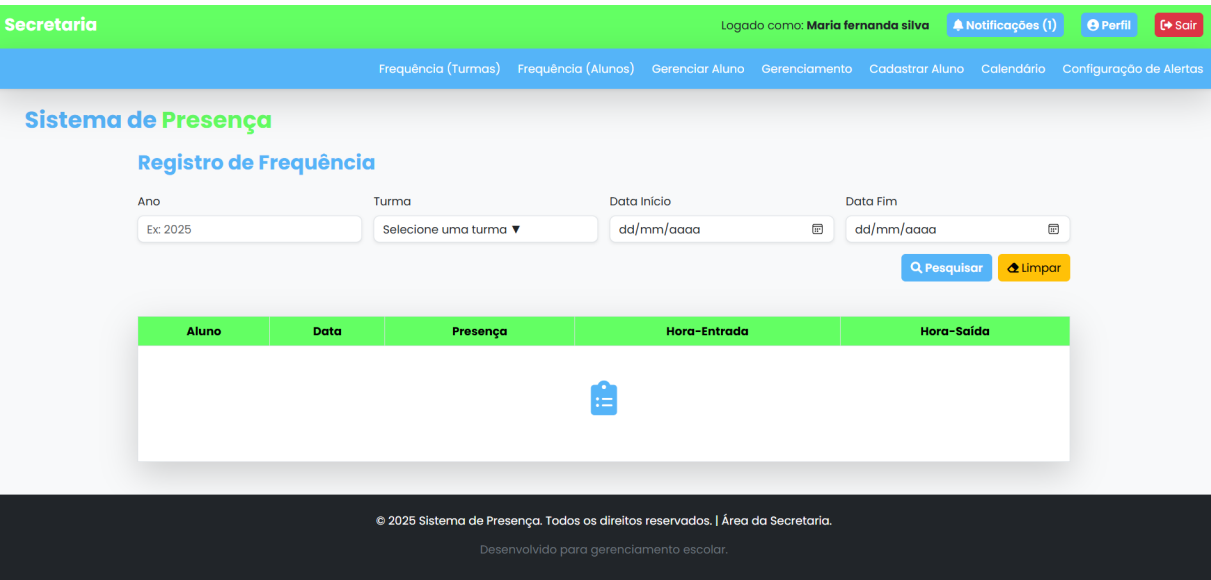 Secretaria
Logado como: Maria fernanda silva Notificações (1) Perfil Sair
Frequência (Turmas) Frequência (Alunos) Gerenciar Aluno Gerenciamento Cadastrar Aluno Calendário Configuração de Alertas
Sistema de Presença
Registro de Frequência
Ano Turma Data Início Data Fim
Ex: 2025 Selecione uma turma ▼ dd/mm/aaaa dd/mm/aaaa
Pesquisar Limpar
Aluno Data Presença Hora-Entrada Hora-Saída
© 2025 Sistema de Presença. Todos os direitos reservados. | Área da Secretaria.
Desenvolvido para gerenciamento escolar.